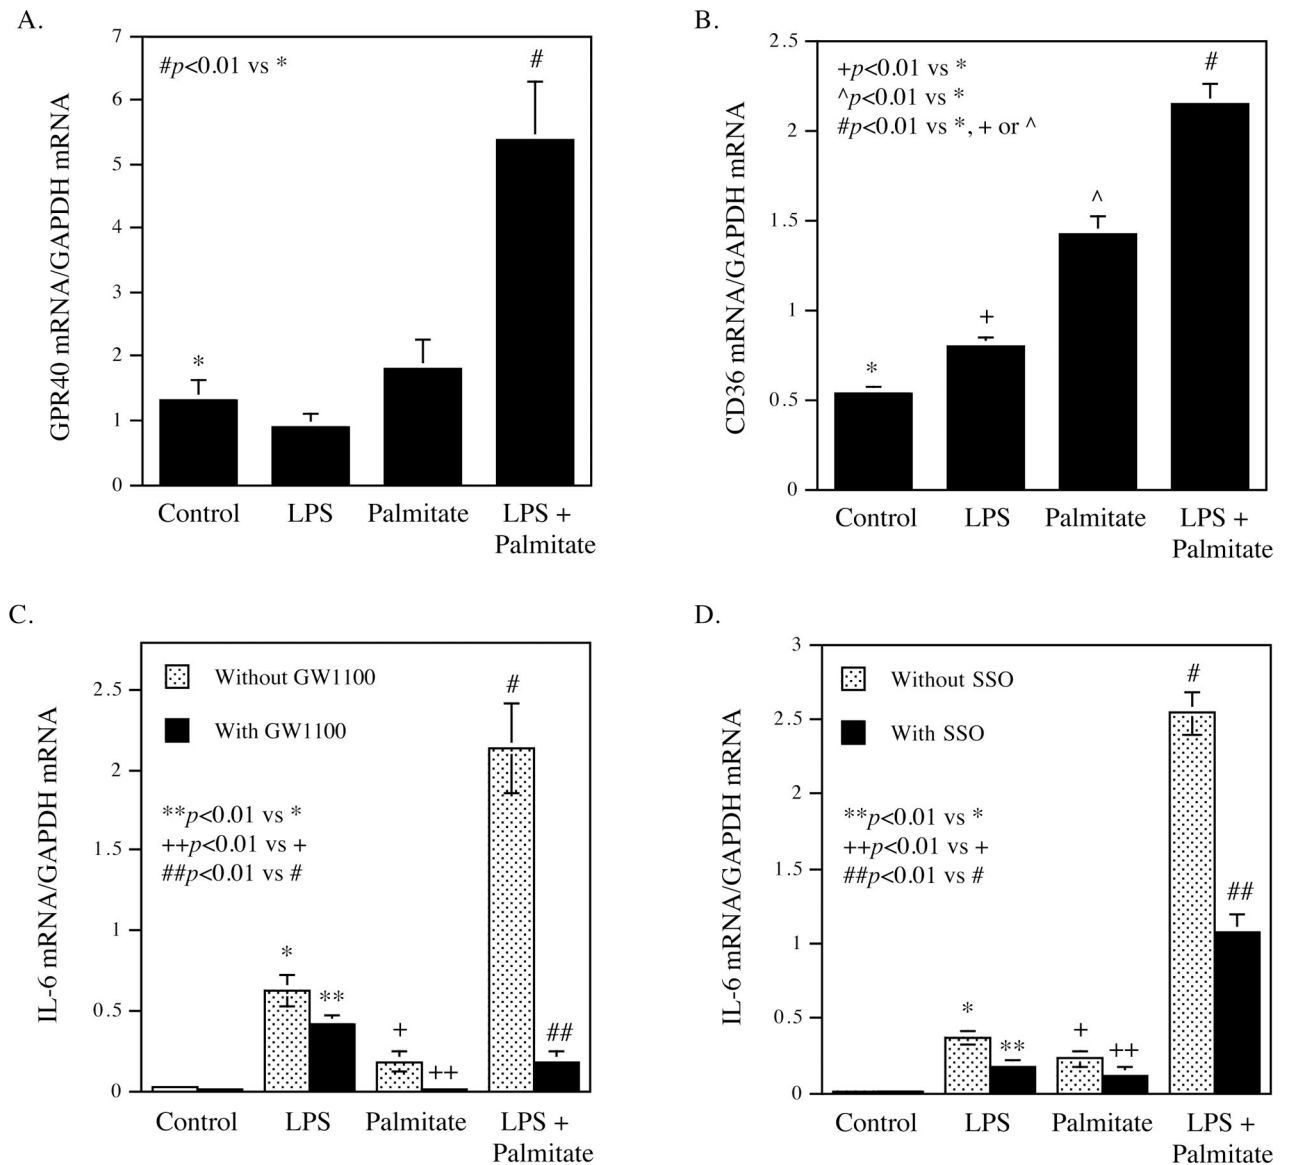 A.
GPR40 mRNA/GAPDH mRNA
7
6
5
4
3
2
1
0
#p<0.01 vs *
*
#
Control
LPS
Palmitate
LPS +
Palmitate
B.
CD36 mRNA/GAPDH mRNA
2.5
2
1.5
1
0.5
0
+p<0.01 vs *
^p<0.01 vs *
#p<0.01 vs *, + or ^
*
+
^
#
Control
LPS
Palmitate
LPS +
Palmitate
C.
IL-6 mRNA/GAPDH mRNA
2.5
2
1.5
1
0.5
0
Without GW1100
With GW1100
**p<0.01 vs *
++p<0.01 vs +
##p<0.01 vs #
*
**
+
++
#
##
Control
LPS
Palmitate
LPS +
Palmitate
D.
IL-6 mRNA/GAPDH mRNA
3
2.5
2
1.5
1
0.5
0
Without SSO
With SSO
**p<0.01 vs *
++p<0.01 vs +
##p<0.01 vs #
*
**
+
++
#
##
Control
LPS
Palmitate
LPS +
Palmitate